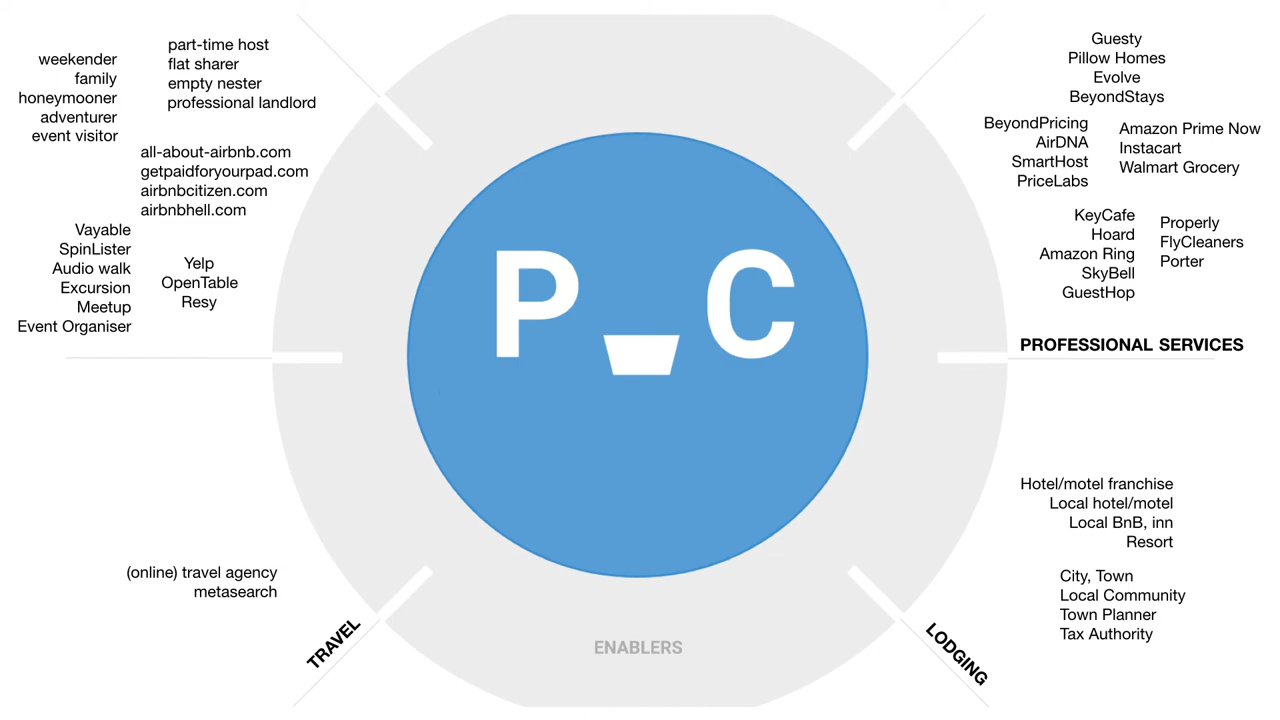 weekender
family
honeymooner
adventurer
event visitor
part-time host
flat sharer
empty nester
professional landlord
all-about-airbnb.com
getpaidforyourpad.com
airbnbcitizen.com
airbnbhell.com
Vayable
SpinLister
Audio walk
Excursion
Meetup
Event Organiser
Yelp
OpenTable
Resy
P C
Guesty
Pillow Homes
Evolve
BeyondStays
BeyondPricing
AirDNA
SmartHost
PriceLabs
Amazon Prime Now
Instacart
Walmart Grocery
KeyCafe
Hoard
Amazon Ring
SkyBell
GuestHop
Properly
FlyCleaners
Porter
PROFESSIONAL SERVICES
(online) travel agency
metasearch
TRAVEL
ENABLERS
LODGING
Hotel/motel franchise
Local hotel/motel
Local BnB, inn
Resort
City, Town
Local Community
Town Planner
Tax Authority